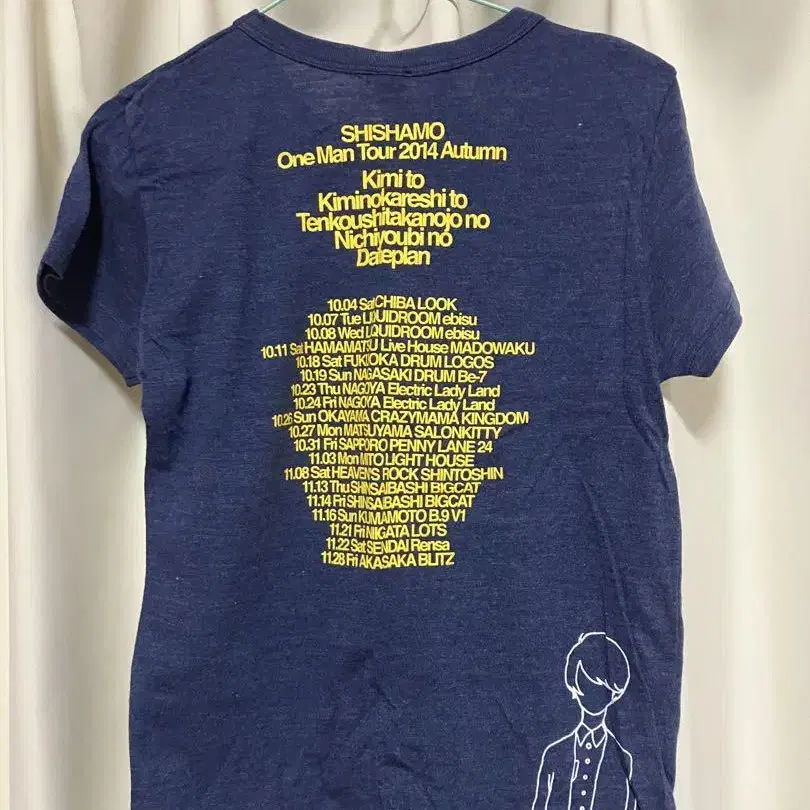 SHISHAMO
One Man Tour 2014 Autumn
Kimi to
Kiminokareshi to
Tenkoushitakanojo no
Nichiyoubi no
Dateplan
10.04 Sat CHIBA LOOK
10.07 Tue LIQUIDROOM ebisu
10.08 Wed LIQUIDROOM ebisu
10.11 Sat HAMAMATSU Live House MADOWAKU
10.18 Sat FUKUOKA DRUM LOGOS
10.19 Sun NAGASAKI DRUM Be-7
10.23 Thu NAGOYA Electric Lady Land
10.24 Fri NAGOYA Electric Lady Land
10.26 Sun OKAYAMA CRAZYMAMA KINGDOM
10.27 Mon MATSUYAMA SALONKITTY
10.31 Fri SAPPORO PENNY LANE 24
11.03 Mon MITO LIGHT HOUSE
11.08 Sat HEAVEN'S ROCK SHINTOSHIN
11.13 Thu SHINSAIBASHI BIGCAT
11.14 Fri SHINSAIBASHI BIGCAT
11.16 Sun KUMAMOTO B.9 V1
11.21 Fri NIIGATA LOTS
11.22 Sat SENDAI Rensa
11.28 Fri AKASAKA BLITZ